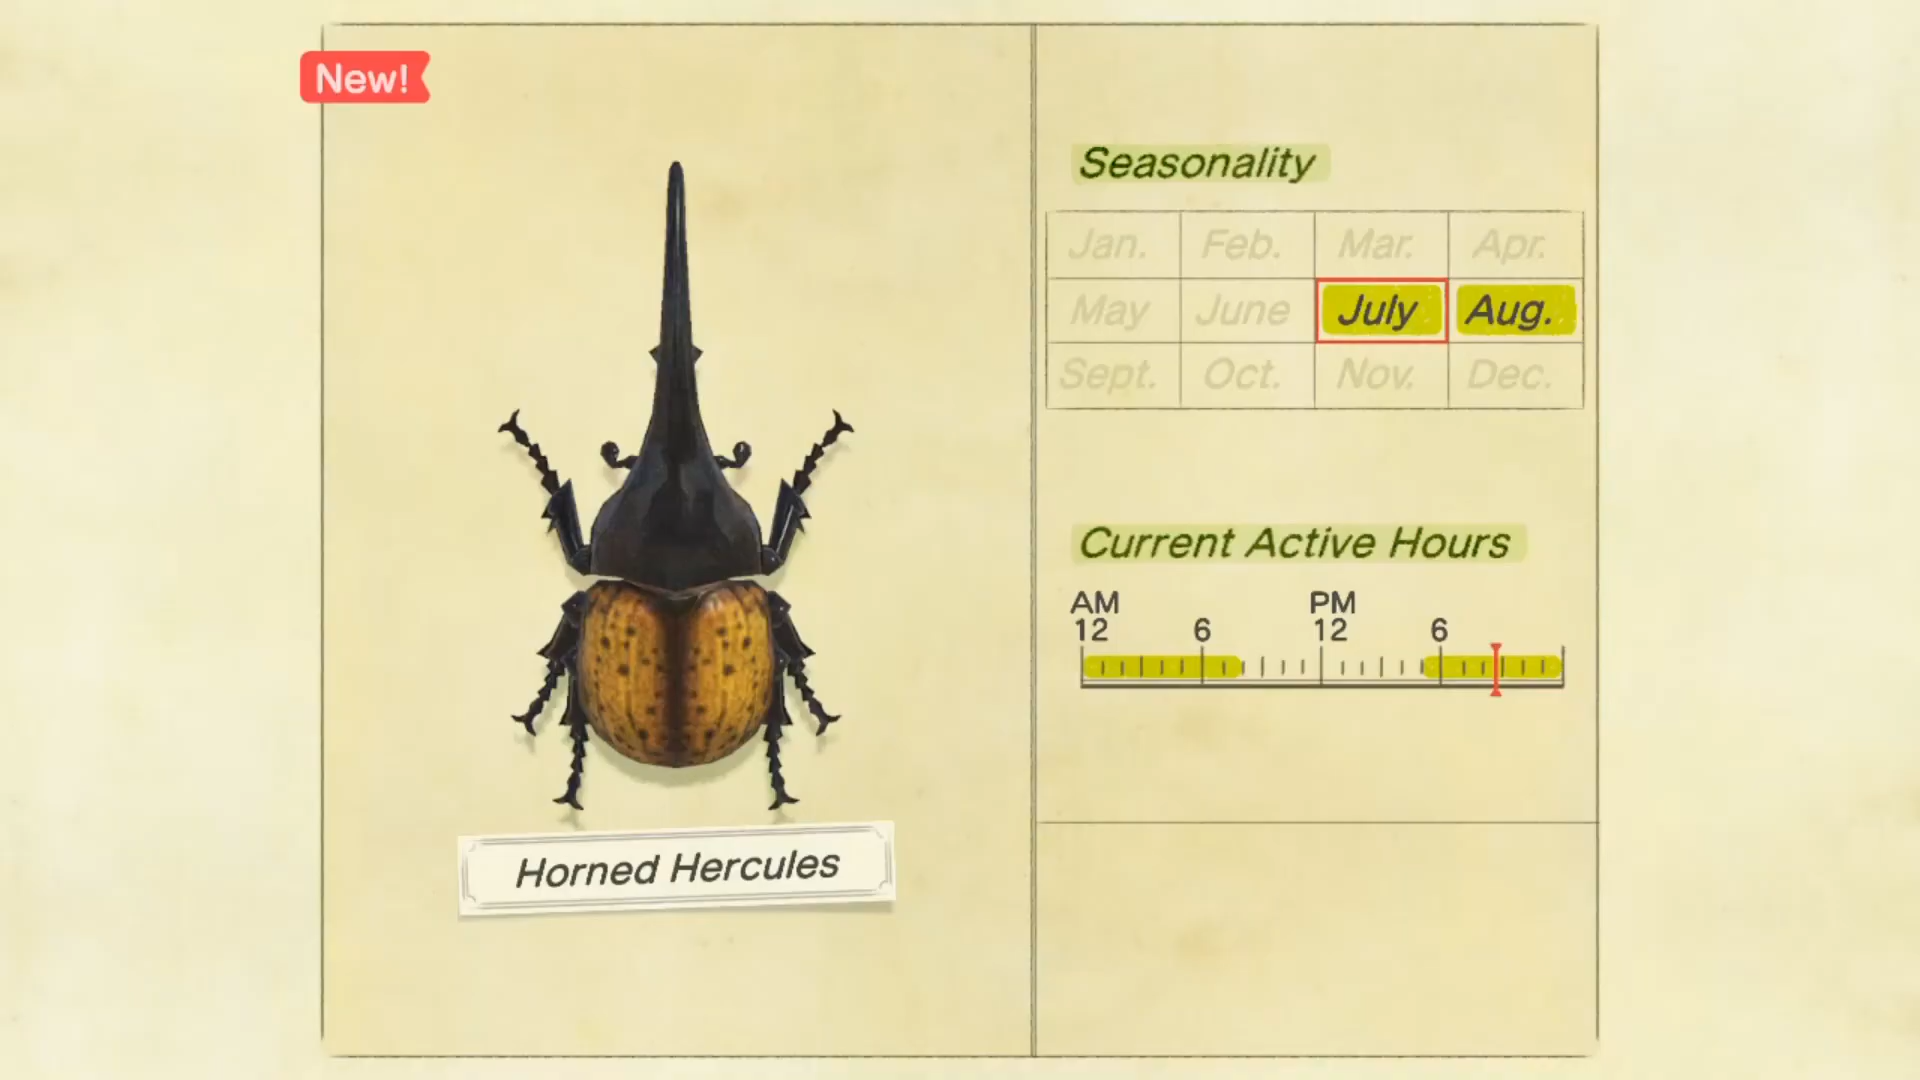 New!
Seasonality
Jan. Feb. Mar. Apr.
May June July Aug.
Sept. Oct. Nov. Dec.
Current Active Hours
AM PM
12 6 12 6
Horned Hercules